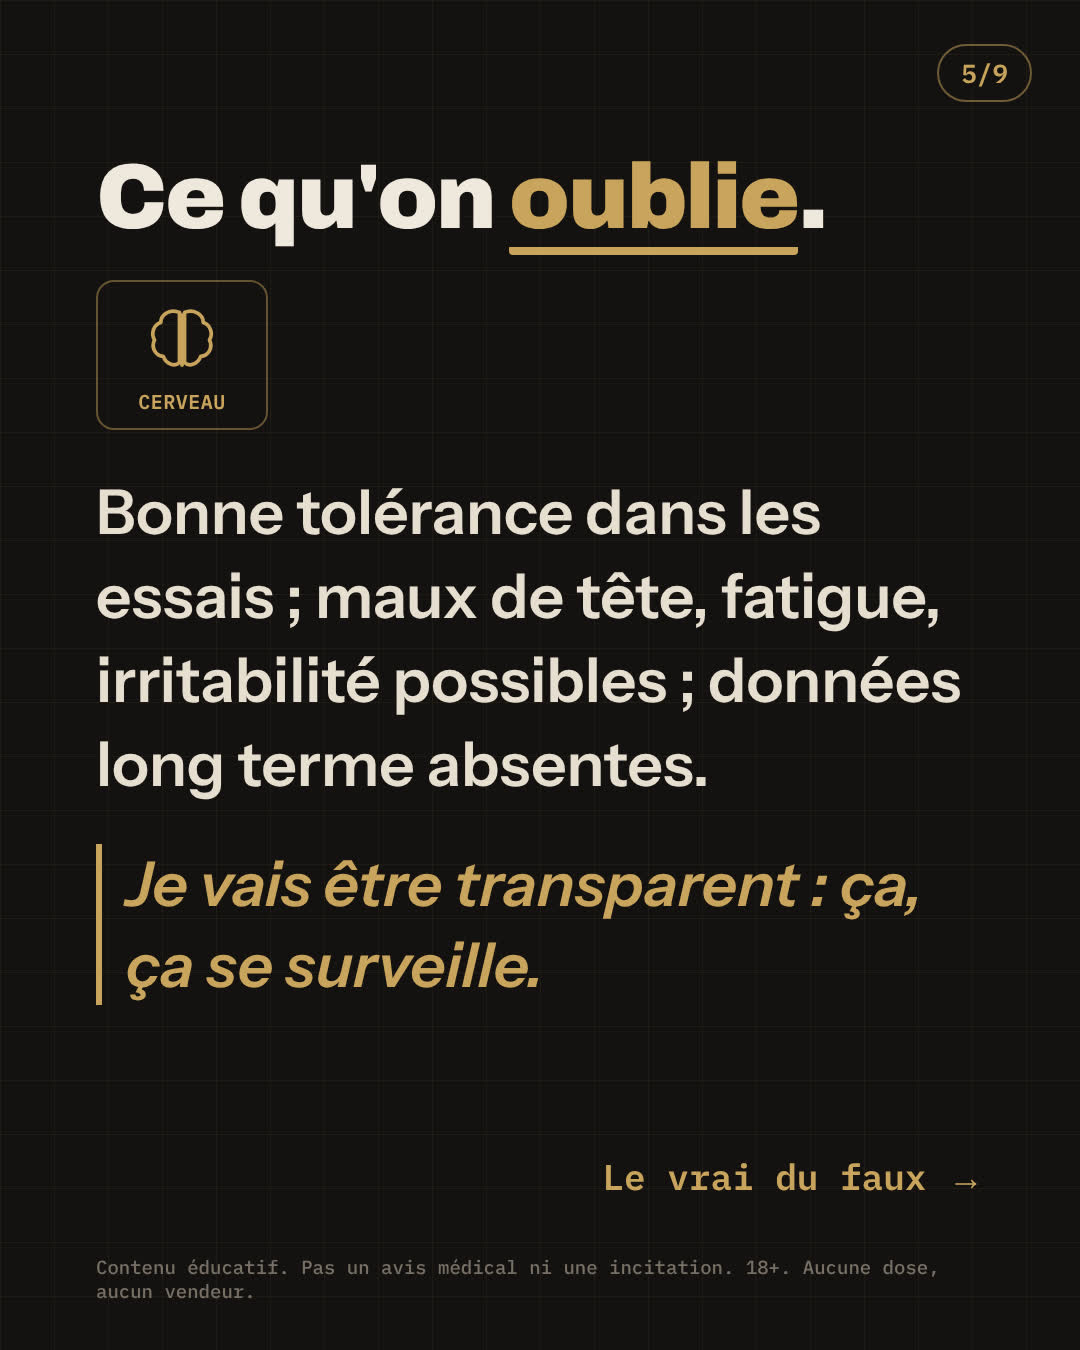 5/9
Ce qu'on oublie.
CERVEAU
Bonne tolérance dans les
essais ; maux de tête, fatigue,
irritabilité possibles ; données
long terme absentes.
Je vais être transparent : ça,
ça se surveille.
Le vrai du faux →
Contenu éducatif. Pas un avis médical ni une incitation. 18+. Aucune dose,
aucun vendeur.